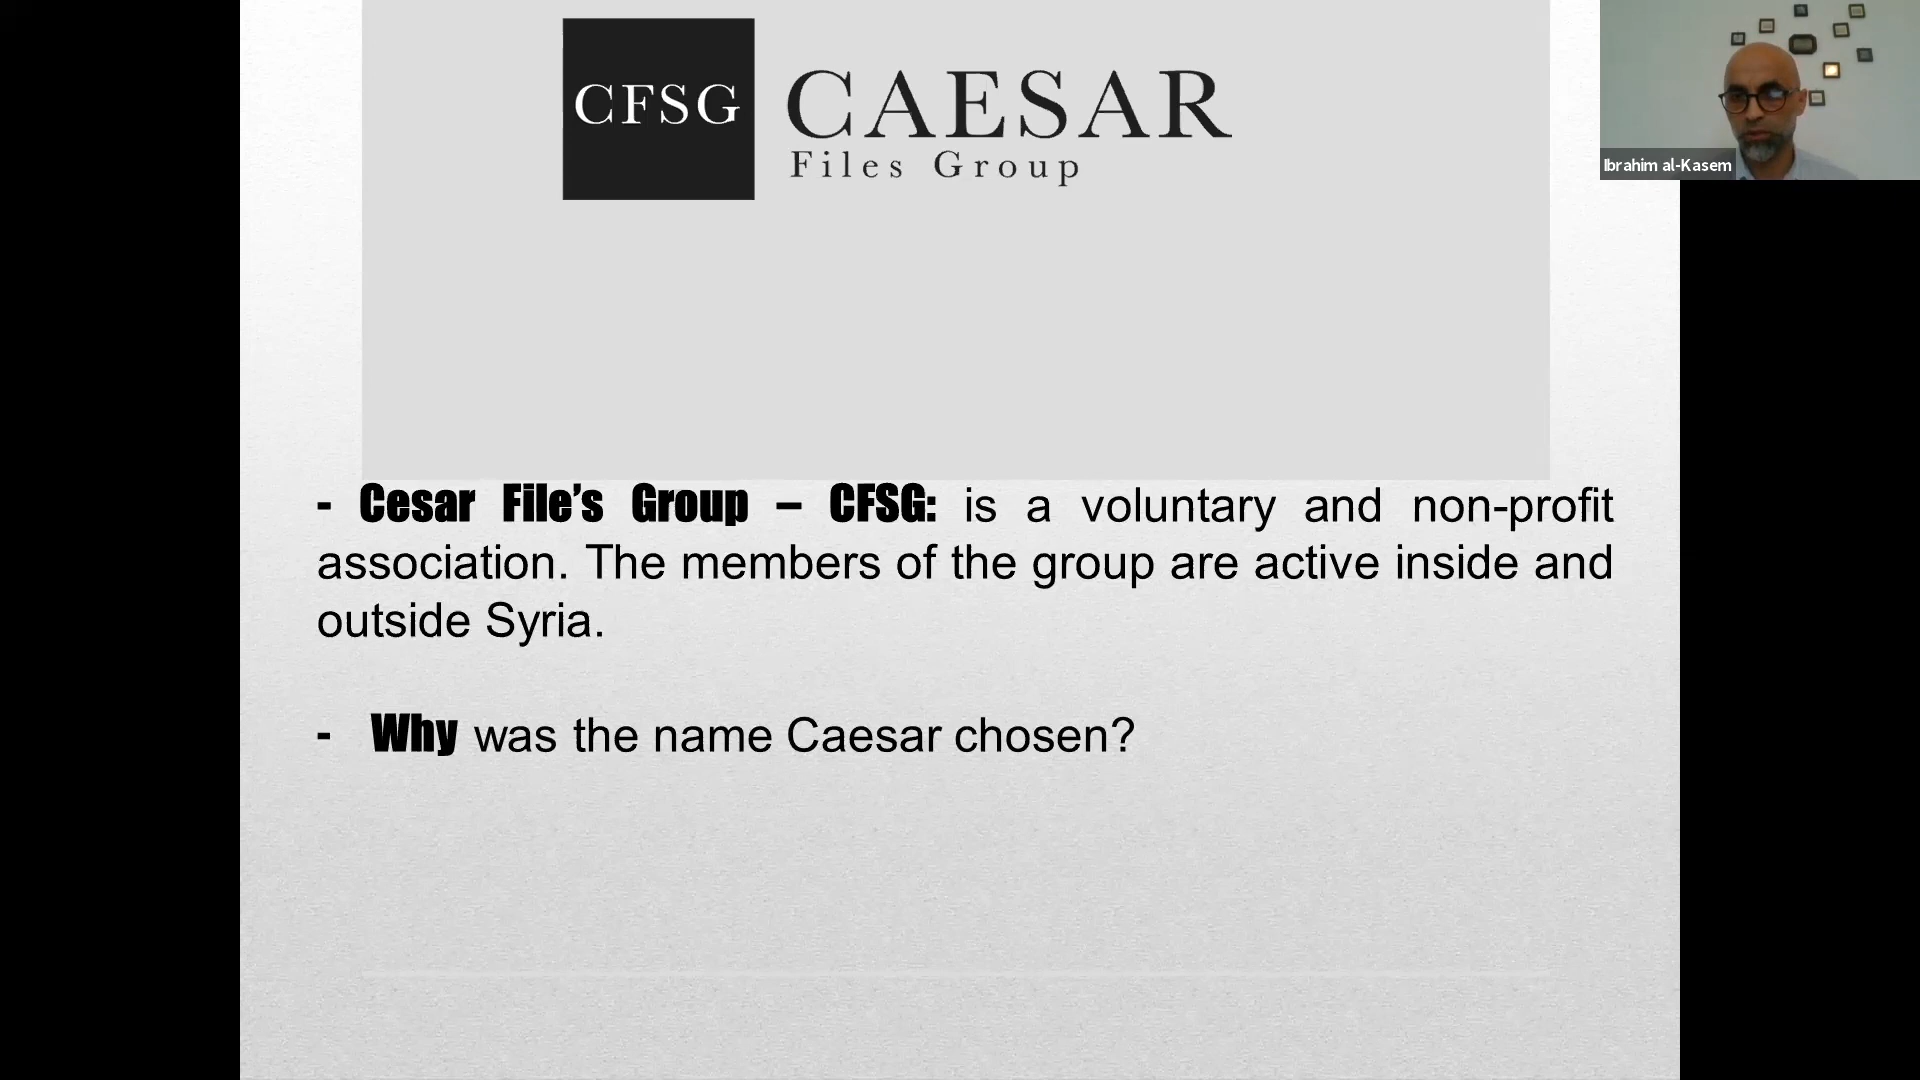 CFSG
CAESAR
Files Group
Ibrahim al-Kasem
- Cesar File’s Group – CFSG: is a voluntary and non-profit
association. The members of the group are active inside and
outside Syria.
- Why was the name Caesar chosen?